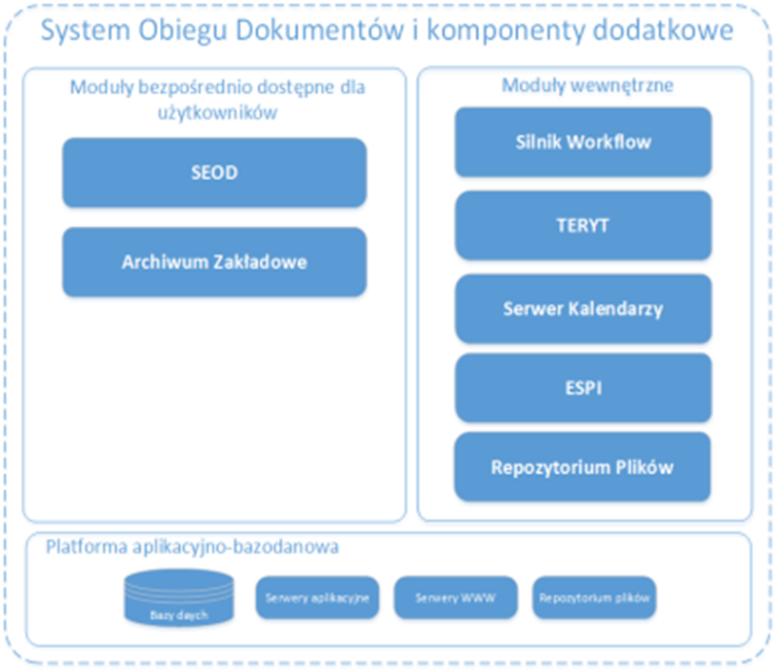 System Obiegu Dokumentów i komponenty dodatkowe
Moduły bezpośrednio dostępne dla
użytkowników
SEOD
Archiwum Zakładowe
Moduły wewnętrzne
Silnik Workflow
TERYT
Serwer Kalendarzy
ESPI
Repozytorium Plików
Platforma aplikacyjno-bazodanowa
Bazy daych
Serwery aplikacyjne
Serwery WWW
Repozytorium plików